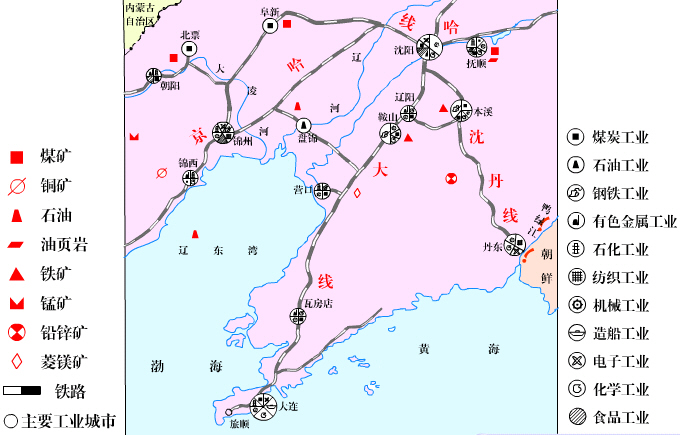 内蒙古
自治区
阜新
北票
朝阳
大
凌
河
锦州
锦西
京
哈
线
哈
沈阳
抚顺
辽
河
盘锦
辽阳
鞍山
本溪
营口
大
线
沈
丹
线
丹东
鸭绿江
朝
鲜
辽 东 湾
瓦房店
渤 海
黄 海
旅顺
大连
煤矿
铜矿
石油
油页岩
铁矿
锰矿
铅锌矿
菱镁矿
铁路
主要工业城市
煤炭工业
石油工业
钢铁工业
有色金属工业
石化工业
纺织工业
机械工业
造船工业
电子工业
化学工业
食品工业